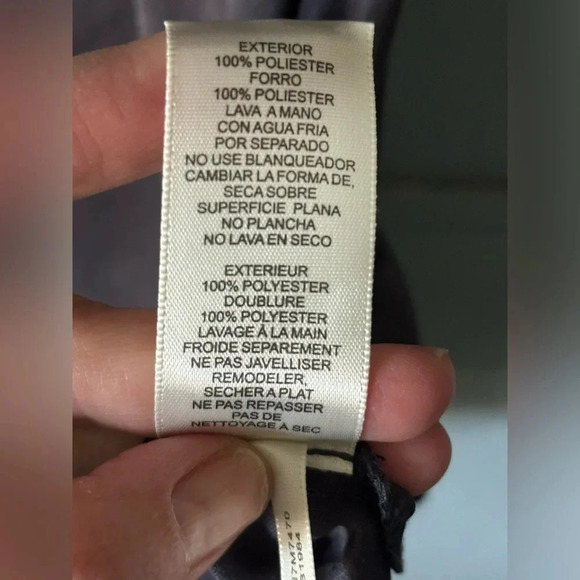 EXTERIOR
100% POLIESTER
FORRO
100% POLIESTER
LAVA A MANO
CON AGUA FRIA
POR SEPARADO
NO USE BLANQUEADOR
CAMBIAR LA FORMA DE,
SECA SOBRE
SUPERFICIE PLANA
NO PLANCHA
NO LAVA EN SECO
EXTERIEUR
100% POLYESTER
DOUBLURE
100% POLYESTER
LAVAGE À LA MAIN
FROIDE SEPAREMENT
NE PAS JAVELLISER
REMODELER,
SECHER A PLAT
NE PAS REPASSER
PAS DE
NETTOYAGE À SEC